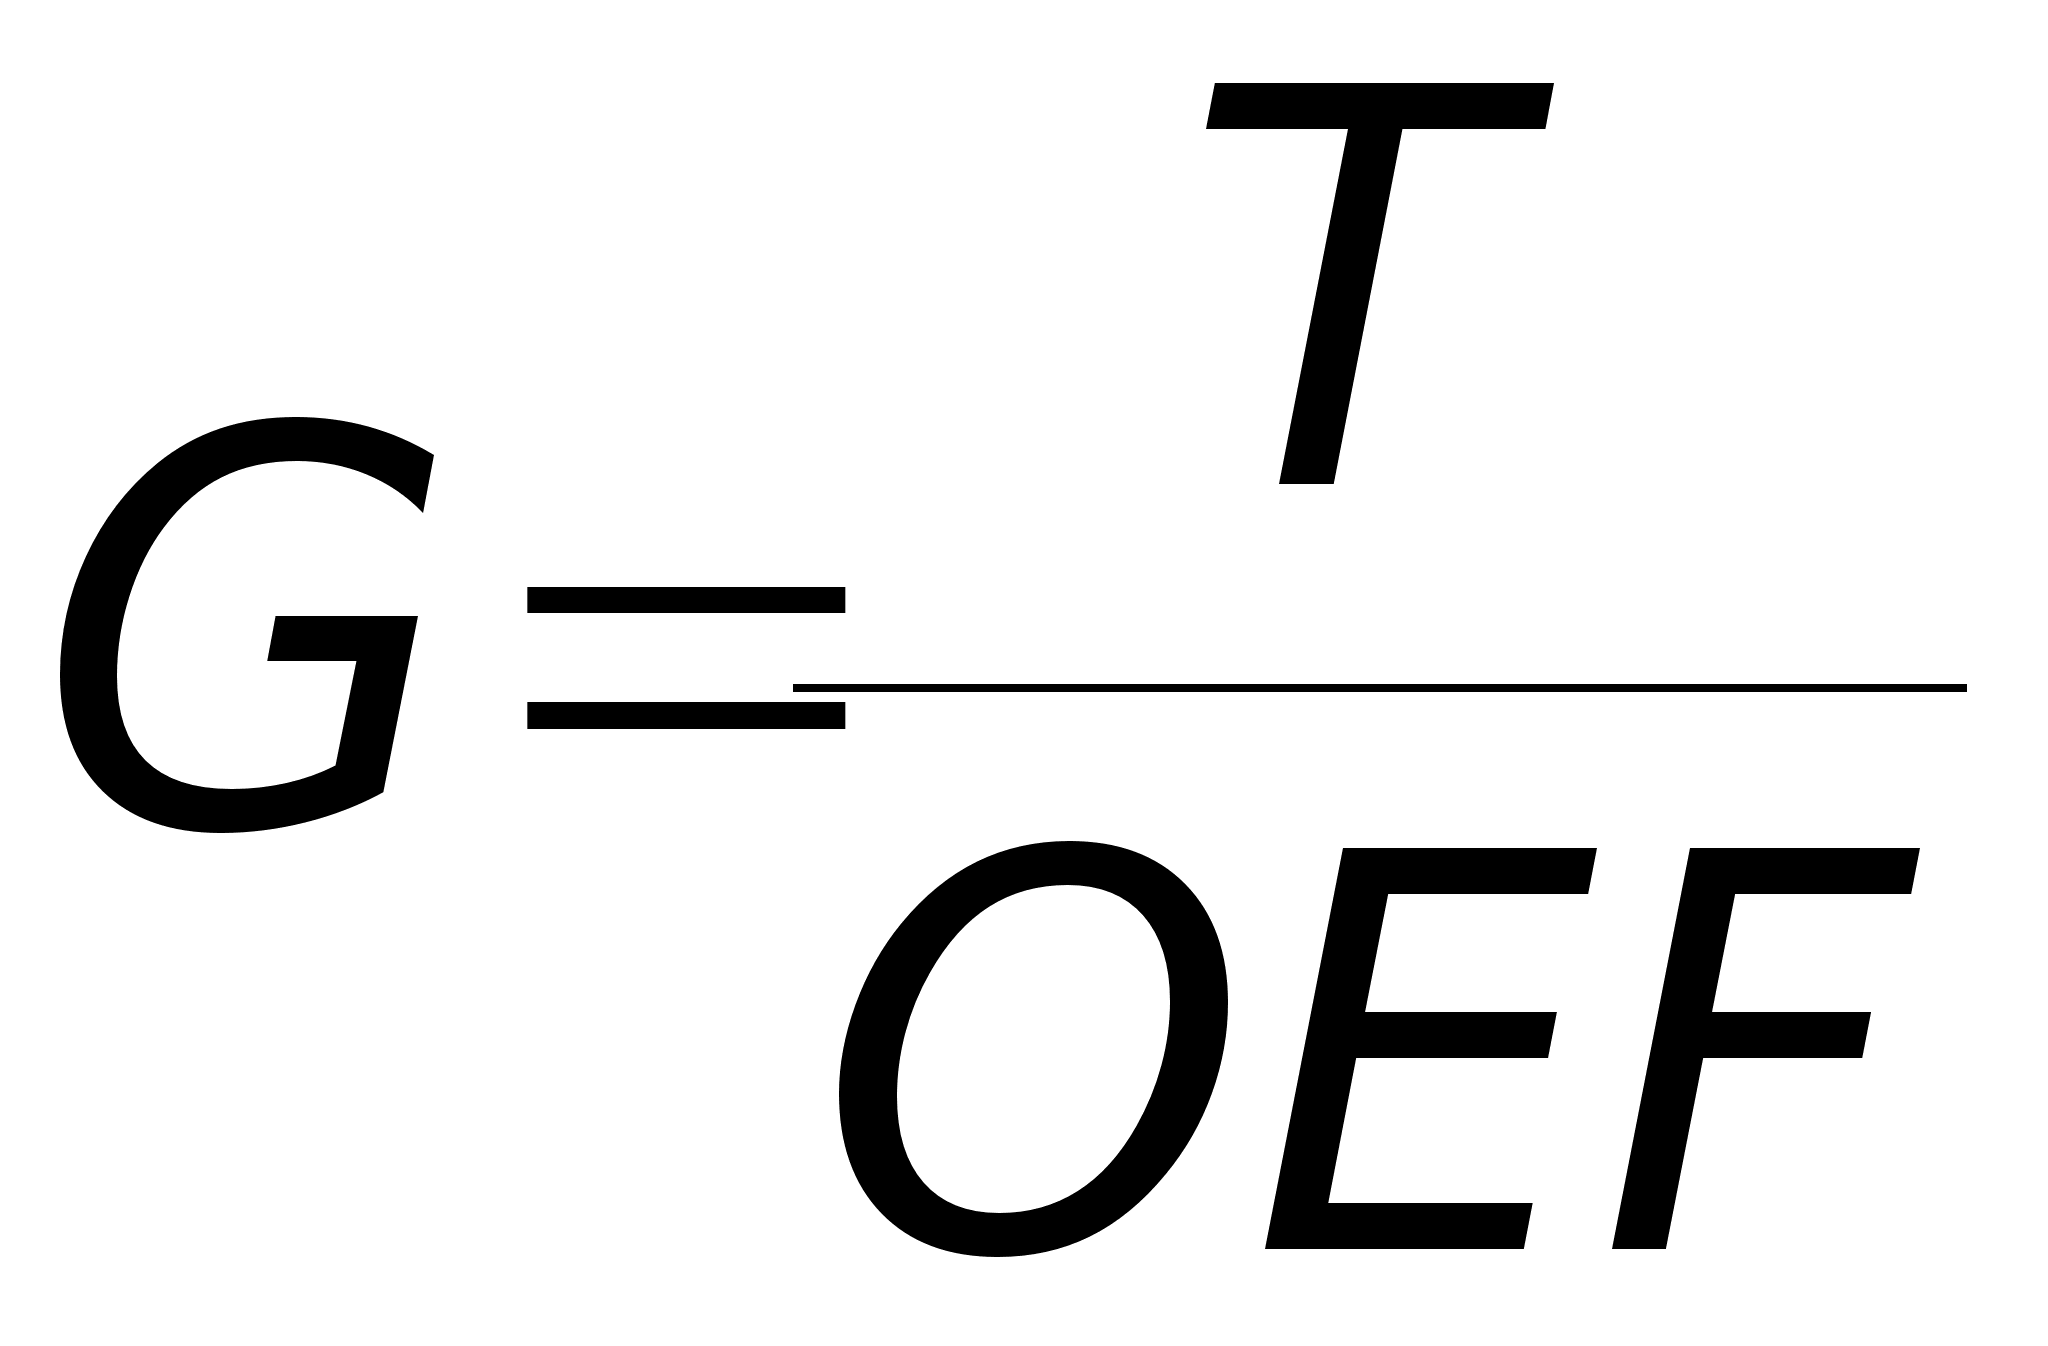 G = T / OEF